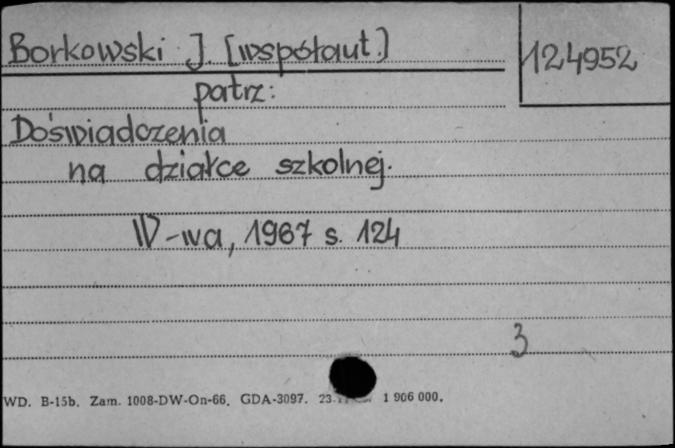 Borkowski J [współaut.)
124952
patrz:
Doświadczenia
na działce szkolnej.
W-wa, 1967 s. 124
3
WD. B-15b. Zam. 1008-DW-On-66. GDA-3097. 23. 1 906 000.